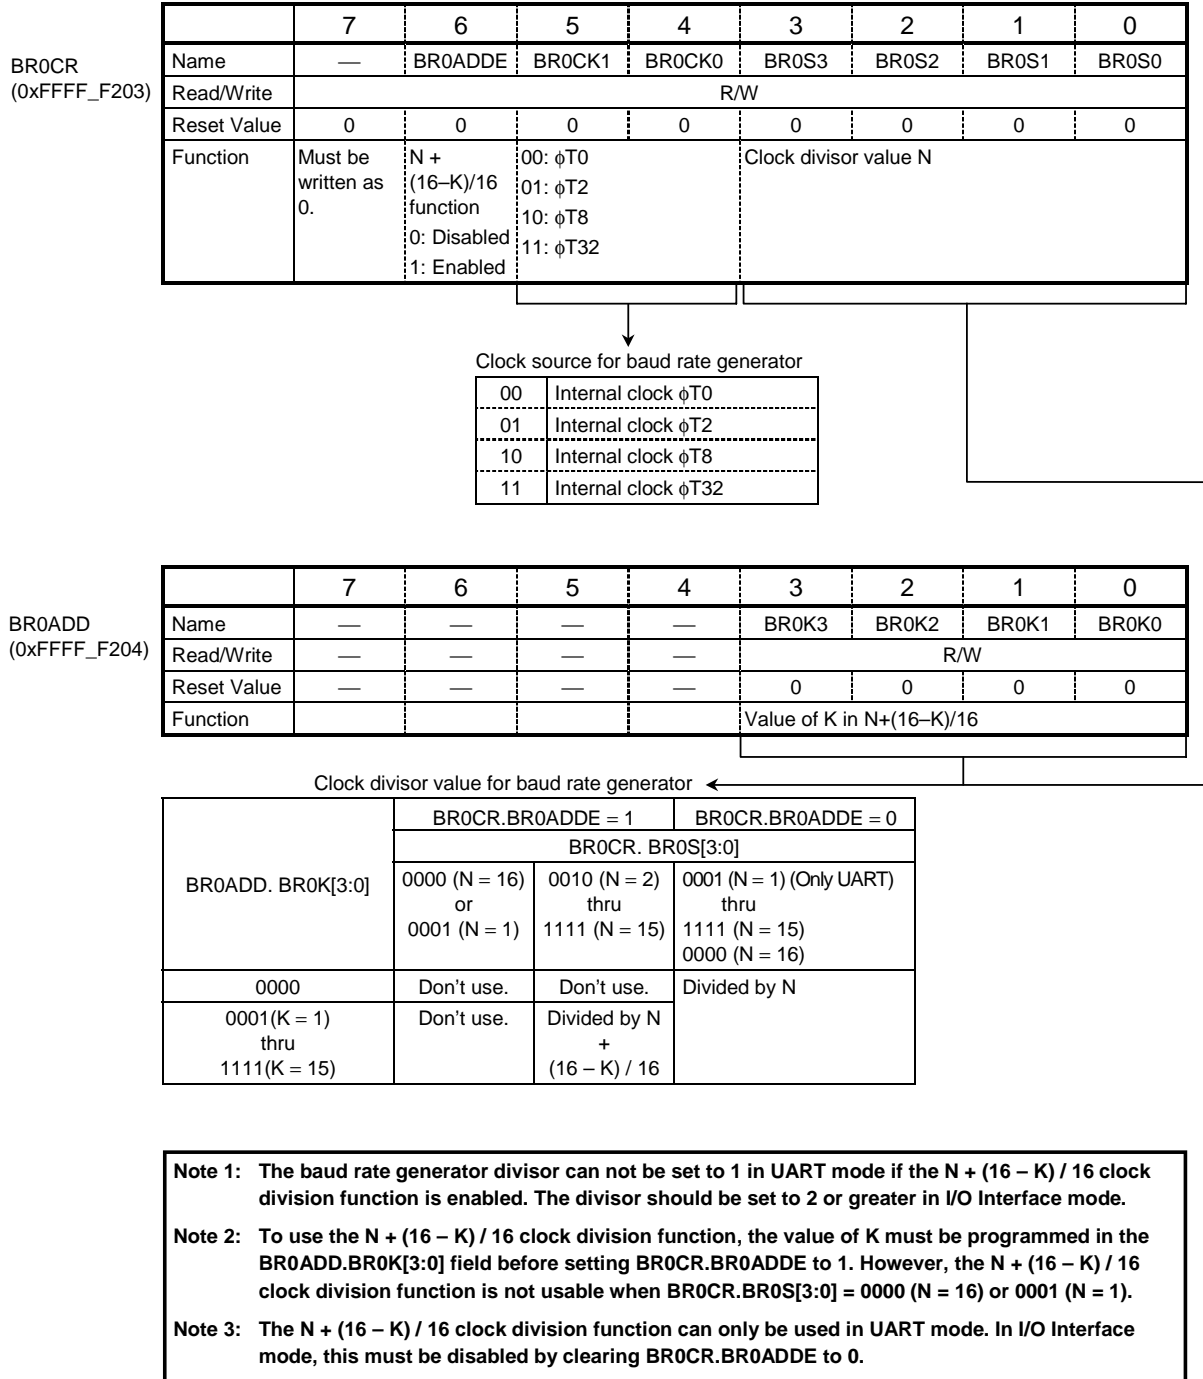 7 6 5 4 3 2 1 0
BR0CR
(0xFFFF_F203)
Name — BR0ADDE BR0CK1 BR0CK0 BR0S3 BR0S2 BR0S1 BR0S0
Read/Write R/W
Reset Value 0 0 0 0 0 0 0 0
Function Must be written as 0. N + (16–K)/16 function 0: Disabled 1: Enabled 00: ϕT0 01: ϕT2 10: ϕT8 11: ϕT32 Clock divisor value N
Clock source for baud rate generator
00 Internal clock ϕT0
01 Internal clock ϕT2
10 Internal clock ϕT8
11 Internal clock ϕT32
7 6 5 4 3 2 1 0
BR0ADD
(0xFFFF_F204)
Name — — — — BR0K3 BR0K2 BR0K1 BR0K0
Read/Write — — — — R/W
Reset Value — — — — 0 0 0 0
Function Value of K in N+(16–K)/16
Clock divisor value for baud rate generator
BR0ADD. BR0K[3:0]
BR0CR.BR0ADDE = 1 BR0CR.BR0ADDE = 0
BR0CR. BR0S[3:0]
0000 (N = 16) 0010 (N = 2) 0001 (N = 1) (Only UART)
or thru thru
0001 (N = 1) 1111 (N = 15) 1111 (N = 15)
0000 (N = 16)
0000 Don't use. Don't use. Divided by N
0001(K = 1) Don't use. Divided by N
thru +
1111(K = 15) (16 – K) / 16
Note 1: The baud rate generator divisor can not be set to 1 in UART mode if the N + (16 – K) / 16 clock
division function is enabled. The divisor should be set to 2 or greater in I/O Interface mode.
Note 2: To use the N + (16 – K) / 16 clock division function, the value of K must be programmed in the
BR0ADD.BR0K[3:0] field before setting BR0CR.BR0ADDE to 1. However, the N + (16 – K) / 16
clock division function is not usable when BR0CR.BR0S[3:0] = 0000 (N = 16) or 0001 (N = 1).
Note 3: The N + (16 – K) / 16 clock division function can only be used in UART mode. In I/O Interface
mode, this must be disabled by clearing BR0CR.BR0ADDE to 0.